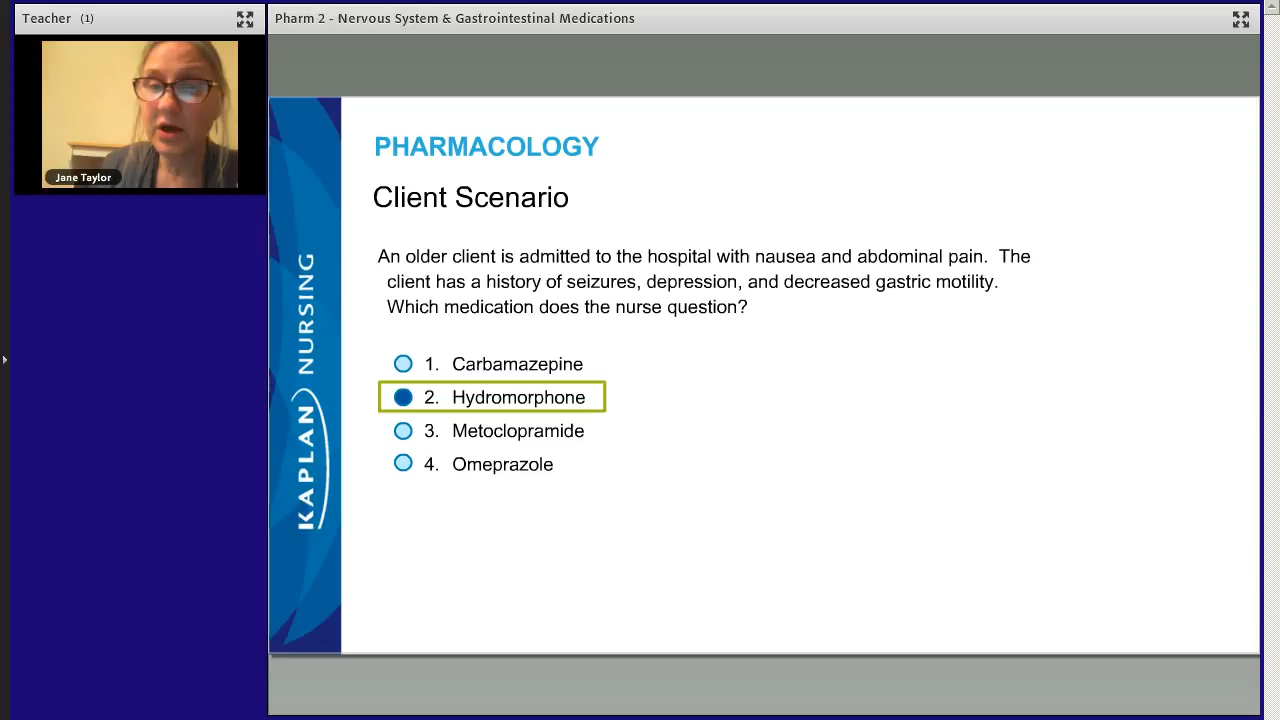 Teacher (1)
Pharm 2 - Nervous System & Gastrointestinal Medications
Jane Taylor
KAPLAN NURSING
PHARMACOLOGY
Client Scenario
An older client is admitted to the hospital with nausea and abdominal pain. The
client has a history of seizures, depression, and decreased gastric motility.
Which medication does the nurse question?
1. Carbamazepine
2. Hydromorphone
3. Metoclopramide
4. Omeprazole